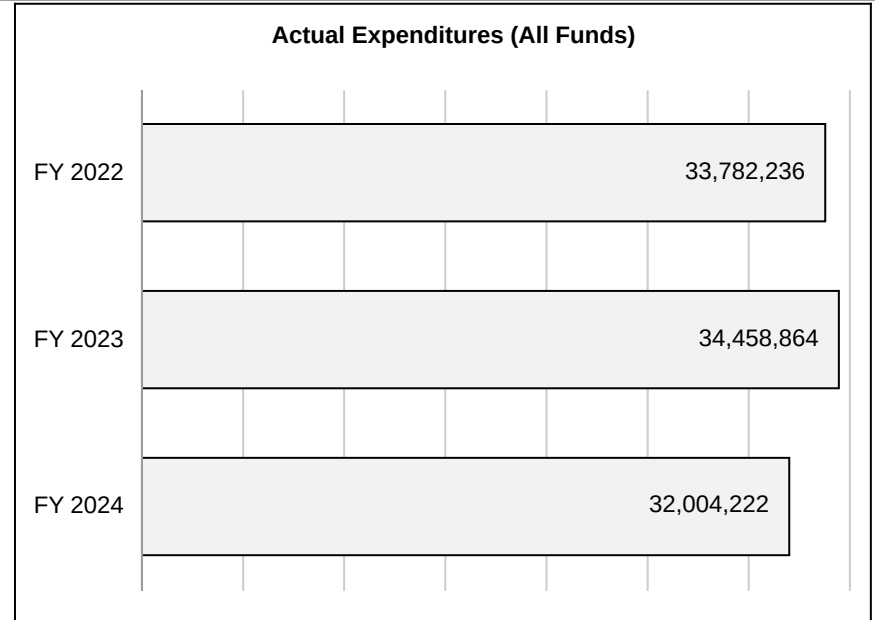 Actual Expenditures (All Funds)
FY 2022
33,782,236
FY 2023
34,458,864
FY 2024
32,004,222